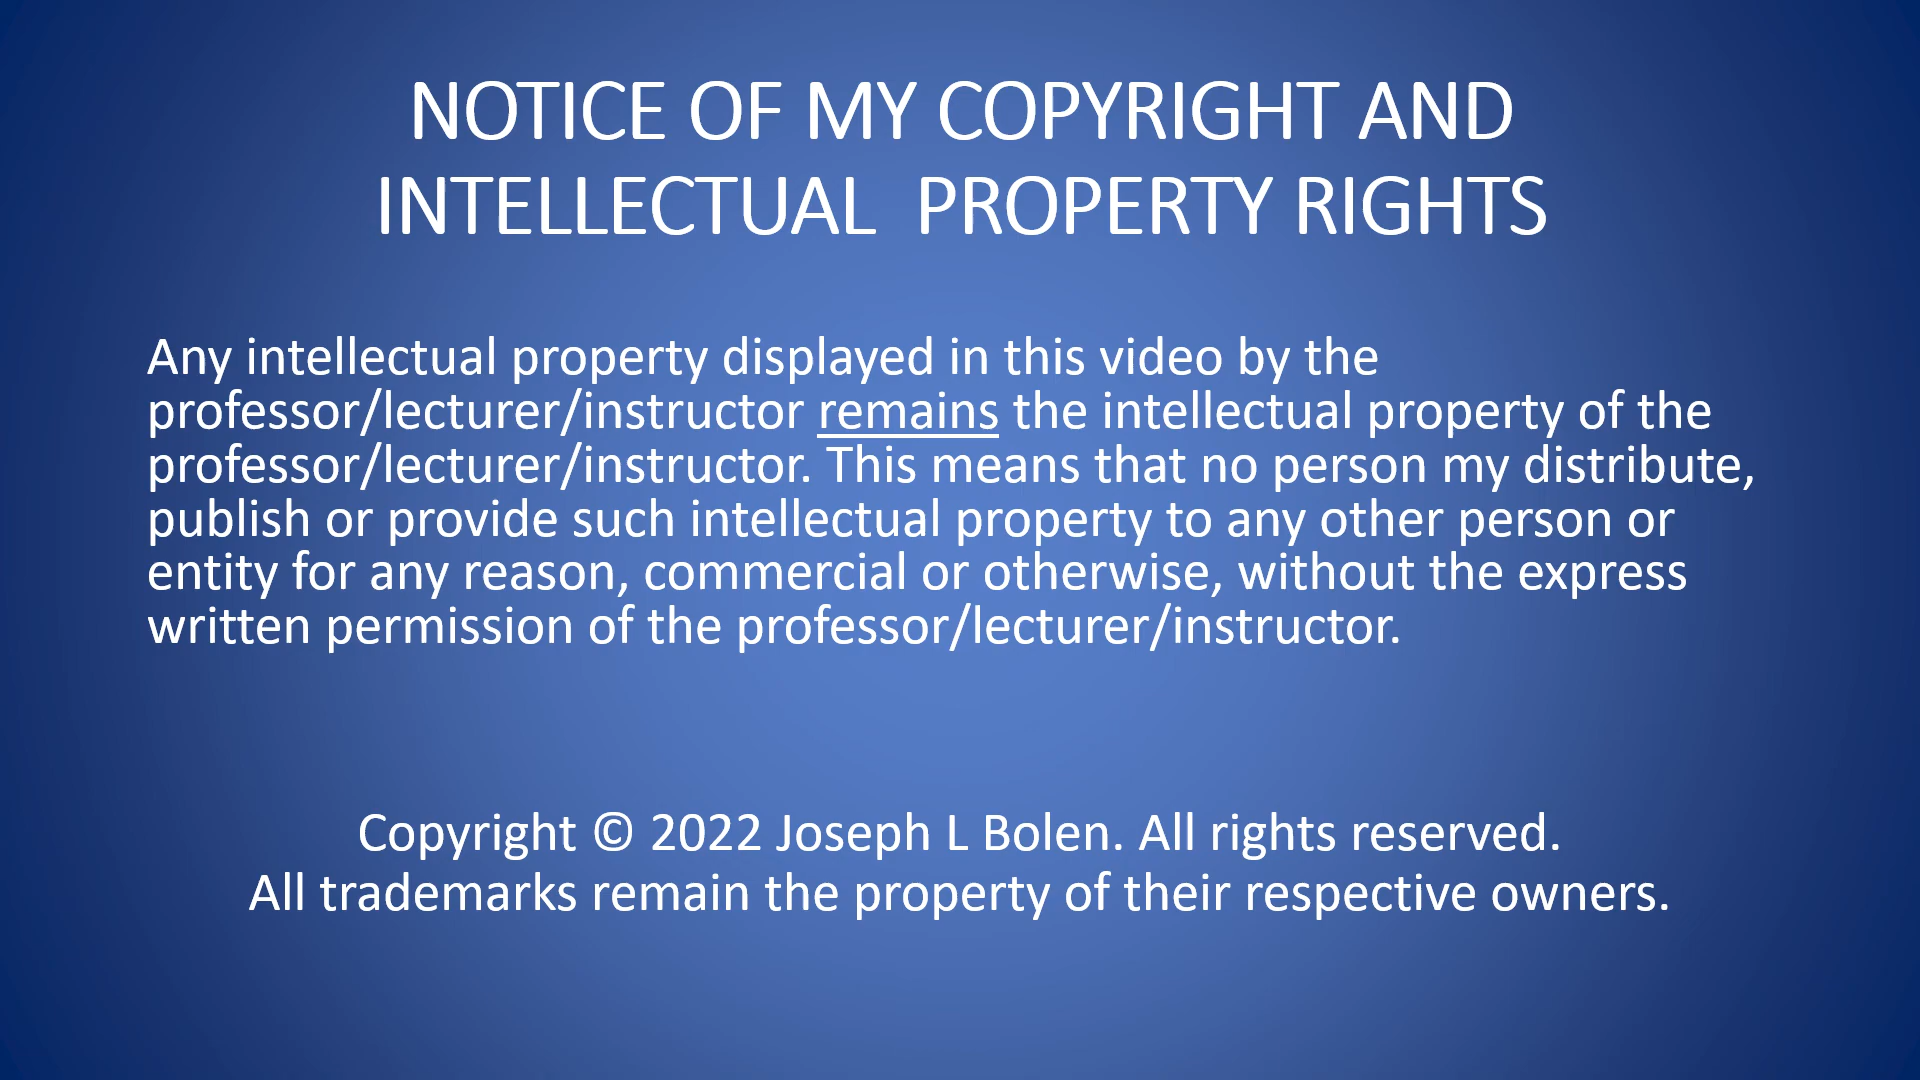 NOTICE OF MY COPYRIGHT AND
INTELLECTUAL  PROPERTY RIGHTS
Any intellectual property displayed in this video by the
professor/lecturer/instructor remains the intellectual property of the
professor/lecturer/instructor. This means that no person my distribute,
publish or provide such intellectual property to any other person or
entity for any reason, commercial or otherwise, without the express
written permission of the professor/lecturer/instructor.
Copyright © 2022 Joseph L Bolen. All rights reserved.
All trademarks remain the property of their respective owners.